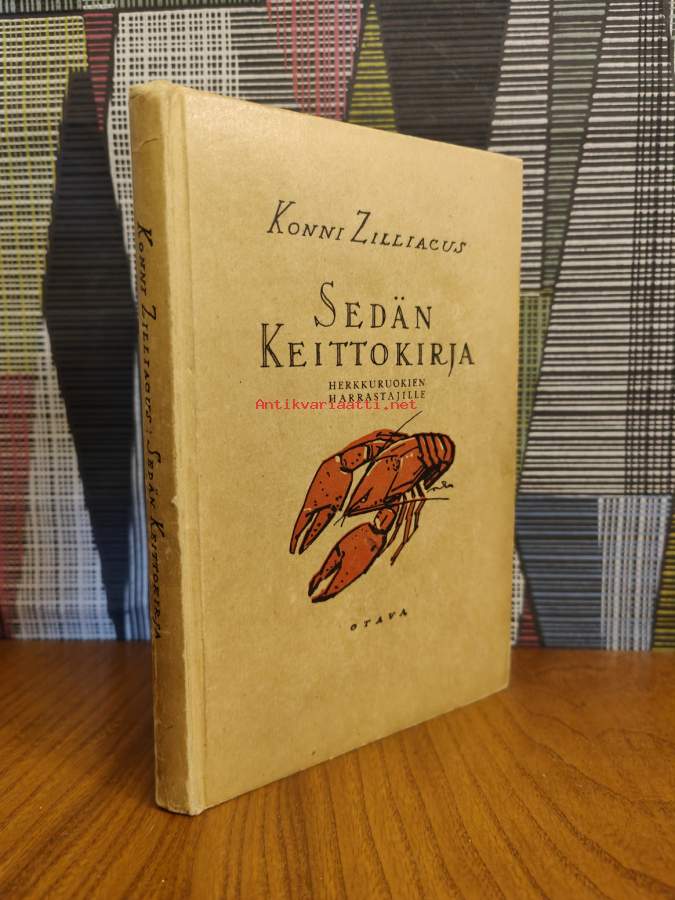 KONNI ZILLIACUS
SEDÄN
KEITTOKIRJA
HERKKURUOKIEN
HARRASTAJILLE
Antikvariaatti.net
OTAVA
KONNI ZILLIACUS: SEDÄN KEITTOKIRJA